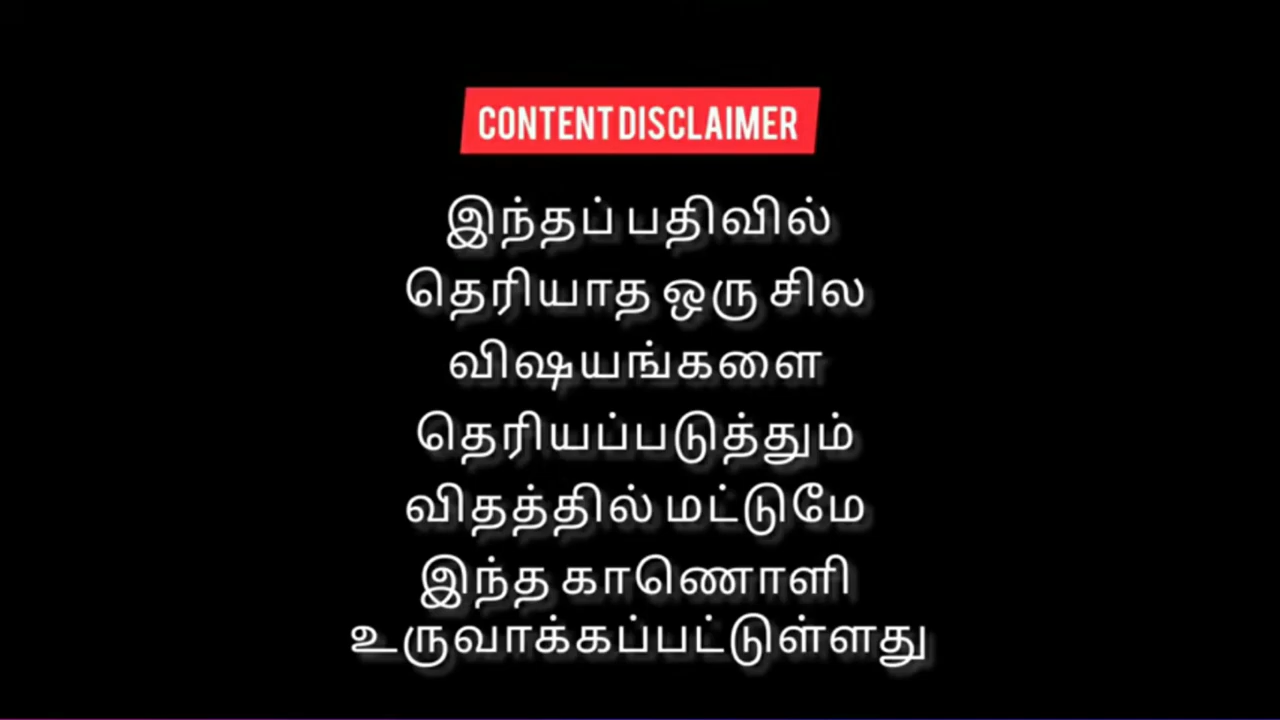 CONTENT DISCLAIMER
இந்தப் பதிவில்
தெரியாத ஒரு சில
விஷயங்களை
தெரியப்படுத்தும்
விதத்தில் மட்டுமே
இந்த காணொளி
உருவாக்கப்பட்டுள்ளது